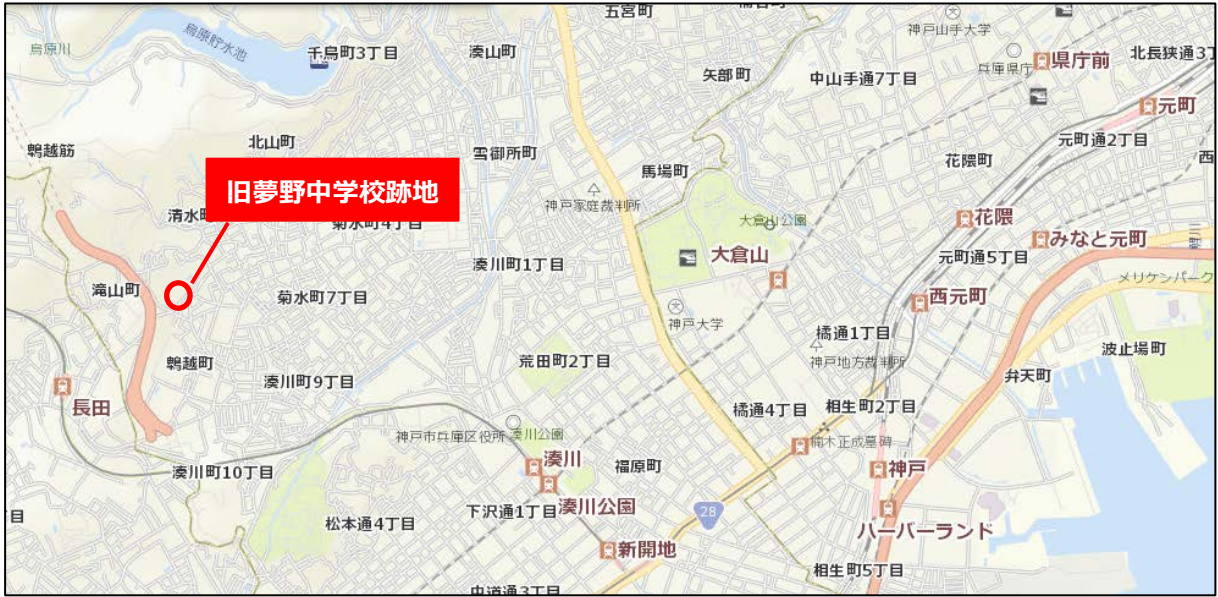 五宮町
神戸山手大学
烏原川
烏原貯水池
千鳥町3丁目
湊山町
矢部町
中山手通7丁目
兵庫県庁
県庁前
北長狭通3丁
元町
元町通2丁目
西
鵯越筋
北山町
雪御所町
馬場町
花隈町
旧夢野中学校跡地
神戸家庭裁判所
清水町
菊水町4丁目
大倉山公園
花隈
みなと元町
大倉山
湊川町1丁目
元町通5丁目
メリケンパーク
滝山町
菊水町7丁目
西元町
神戸大学
橘通1丁目
波止場町
鵯越町
荒田町2丁目
神戸地方裁判所
弁天町
湊川町9丁目
長田
橘通4丁目
相生町2丁目
神戸市兵庫区役所
湊川公園
楠木正成墓碑
湊川
福原町
神戸
湊川町10丁目
湊川公園
下沢通1丁目
28
目
松本通4丁目
ハーバーランド
新開地
相生町5丁目
中道通3丁目